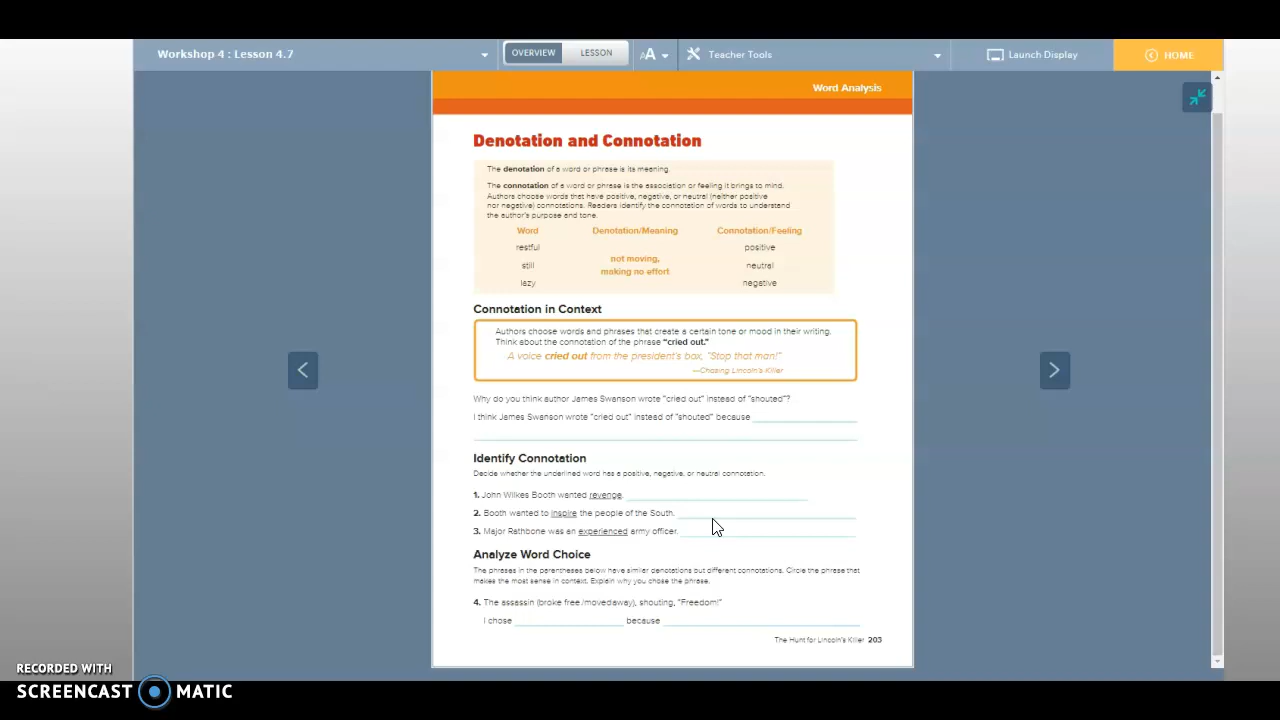 Workshop 4 : Lesson 4.7 OVERVIEW LESSON AA Teacher Tools Launch Display HOME
Word Analysis
Denotation and Connotation
The denotation of a word or phrase is its meaning.
The connotation of a word or phrase is the association or feeling it brings to mind.
Authors choose words that have positive, negative, or neutral (neither positive
nor negative) connotations. Readers identify the connotation of words to understand
the author's purpose and tone.
Word Denotation/Meaning Connotation/Feeling
restful positive
not moving,
still neutral
making no effort
lazy negative
Connotation in Context
Authors choose words and phrases that create a certain tone or mood in their writing.
Think about the connotation of the phrase "cried out."
A voice cried out from the president's box, "Stop that man!"
—Chasing Lincoln's Killer
Why do you think author James Swanson wrote "cried out" instead of "shouted"?
I think James Swanson wrote "cried out" instead of "shouted" because
Identify Connotation
Decide whether the underlined word has a positive, negative, or neutral connotation.
1. John Wilkes Booth wanted revenge.
2. Booth wanted to inspire the people of the South.
3. Major Rathbone was an experienced army officer.
Analyze Word Choice
The phrases in the parentheses below have similar denotations but different connotations. Circle the phrase that
makes the most sense in context. Explain why you chose the phrase.
4. The assassin (broke free/moved away), shouting, "Freedom!"
I chose because
The Hunt for Lincoln's Killer 203
RECORDED WITH
SCREENCAST MATIC